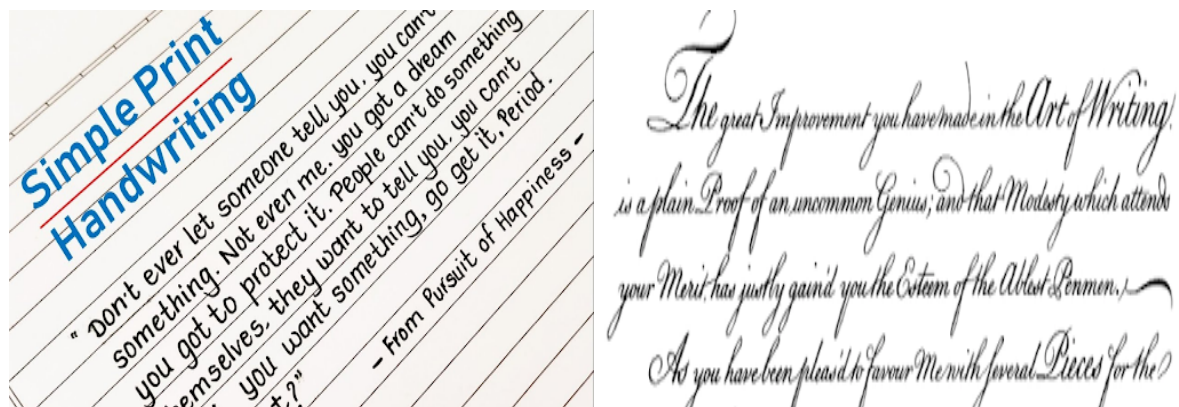 Simple Print
Handwriting
" Don't ever let someone tell you, you can't
something. Not even me. you got a dream
you got to protect it. People can't do something
themselves, they want to tell you, you can't
you want something, go get it, Period.
?"
- From Pursuit of Happiness -
The great Improvement you have made in the Art of Writing,
is a plain Proof of an uncommon Genius; and that Modesty which attends
your Merit has justly gain'd you the Esteem of the Ablest Penmen.
As you have been pleas'd to favour Me with ſeveral Pieces for the